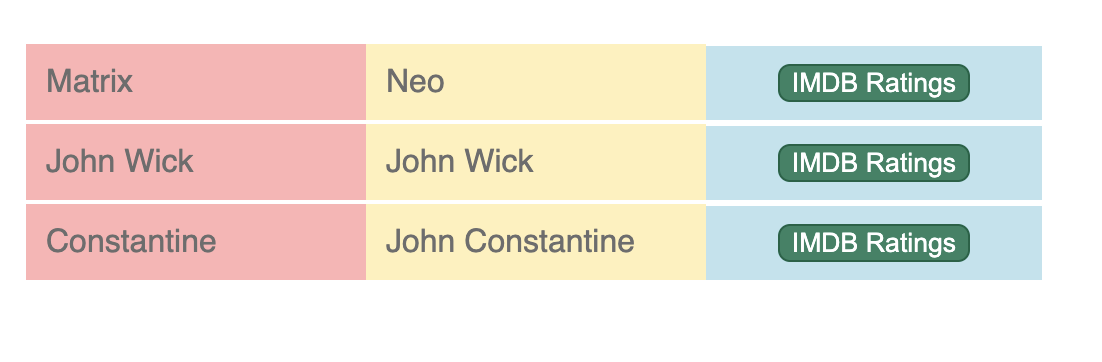 Matrix Neo IMDB Ratings
John Wick John Wick IMDB Ratings
Constantine John Constantine IMDB Ratings